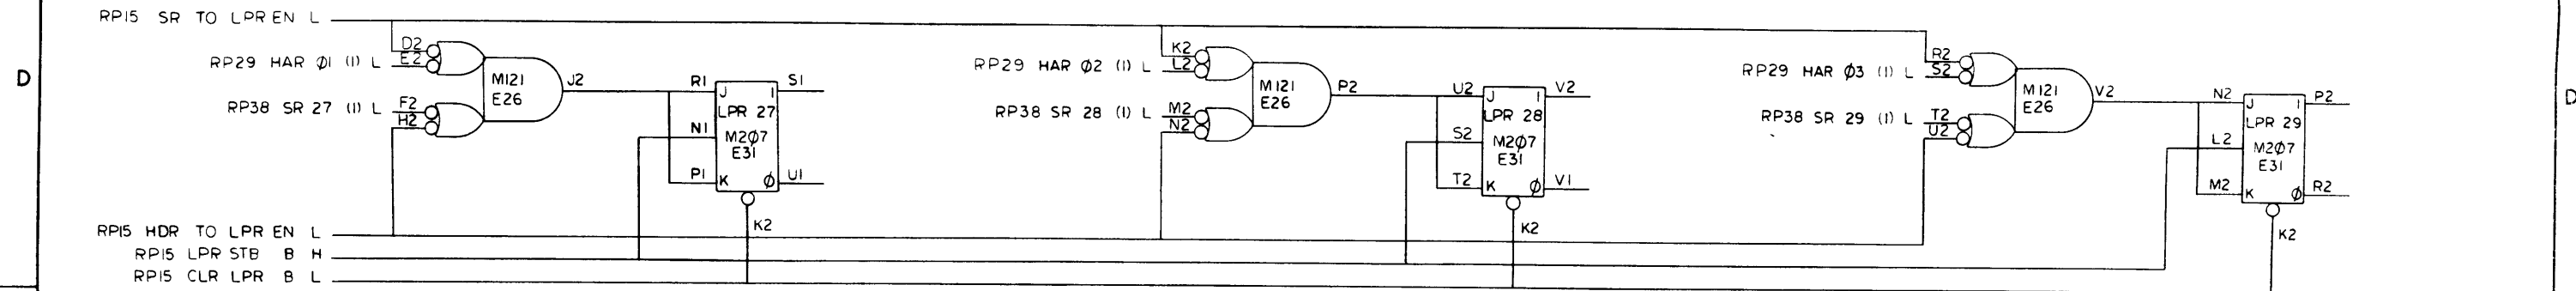 RP15 SR TO LPR EN L
D2
E2
RP29 HAR Ø1 (1) L
M121
E26
J2
RP38 SR 27 (1) L
F2
H2
R1
J
1
S1
LPR 27
N1
M2Ø7
E31
P1
K
Ø
U1
K2
K2
L2
RP29 HAR Ø2 (1) L
M121
E26
P2
RP38 SR 28 (1) L
M2
N2
U2
J
1
V2
LPR 28
S2
M2Ø7
E31
T2
K
Ø
V1
K2
R2
S2
RP29 HAR Ø3 (1) L
M121
E26
V2
RP38 SR 29 (1) L
T2
U2
N2
J
1
P2
LPR 29
L2
M2Ø7
E31
M2
K
Ø
R2
K2
RP15 HDR TO LPR EN L
RP15 LPR STB B H
RP15 CLR LPR B L
D
D